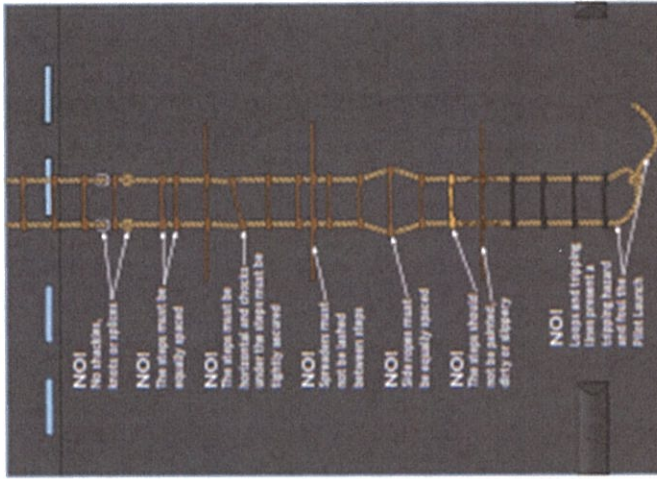 NO!
No shackles,
knots or splices
NO!
The steps must be
equally spaced
NO!
The steps must be
horizontal and chocks
under the steps must be
tightly secured
NO!
Spreaders must
not be lashed
between steps
NO!
Side ropes must
be equally spaced
NO!
The steps should
not be painted,
dirty or slippery
NO!
Loops and tripping
lines present a
tripping hazard
and foul the
Pilot Launch